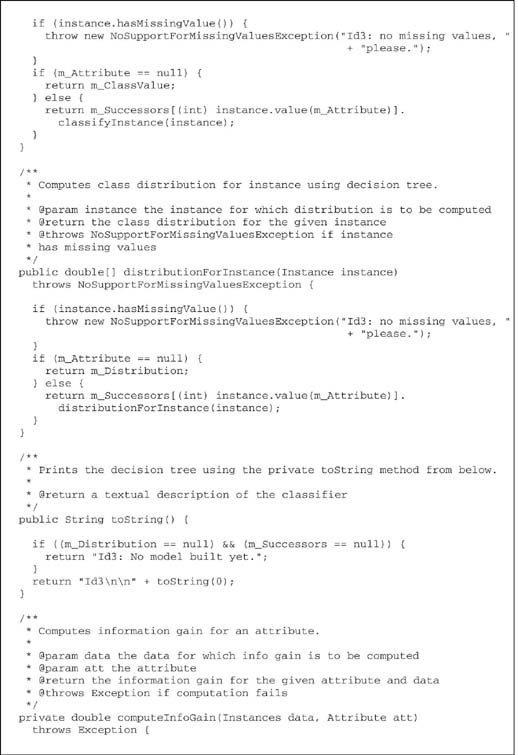 if (instance.hasMissingValue()) {
throw new NoSupportForMissingValuesException("Id3: no missing values, "
+ "please.");
}
if (m_Attribute == null) {
return m_ClassValue;
} else {
return m_Successors[(int) instance.value(m_Attribute)].
classifyInstance(instance);
}
}
/**
* Computes class distribution for instance using decision tree.
*
* @param instance the instance for which distribution is to be computed
* @return the class distribution for the given instance
* @throws NoSupportForMissingValuesException if instance
* has missing values
*/
public double[] distributionForInstance(Instance instance)
throws NoSupportForMissingValuesException {
if (instance.hasMissingValue()) {
throw new NoSupportForMissingValuesException("Id3: no missing values, "
+ "please.");
}
if (m_Attribute == null) {
return m_Distribution;
} else {
return m_Successors[(int) instance.value(m_Attribute)].
distributionForInstance(instance);
}
}
/**
* Prints the decision tree using the private toString method from below.
*
* @return a textual description of the classifier
*/
public String toString() {
if ((m_Distribution == null) && (m_Successors == null)) {
return "Id3: No model built yet.";
}
return "Id3\n\n" + toString(0);
}
/**
* Computes information gain for an attribute.
*
* @param data the data for which info gain is to be computed
* @param att the attribute
* @return the information gain for the given attribute and data
* @throws Exception if computation fails
*/
private double computeInfoGain(Instances data, Attribute att)
throws Exception {